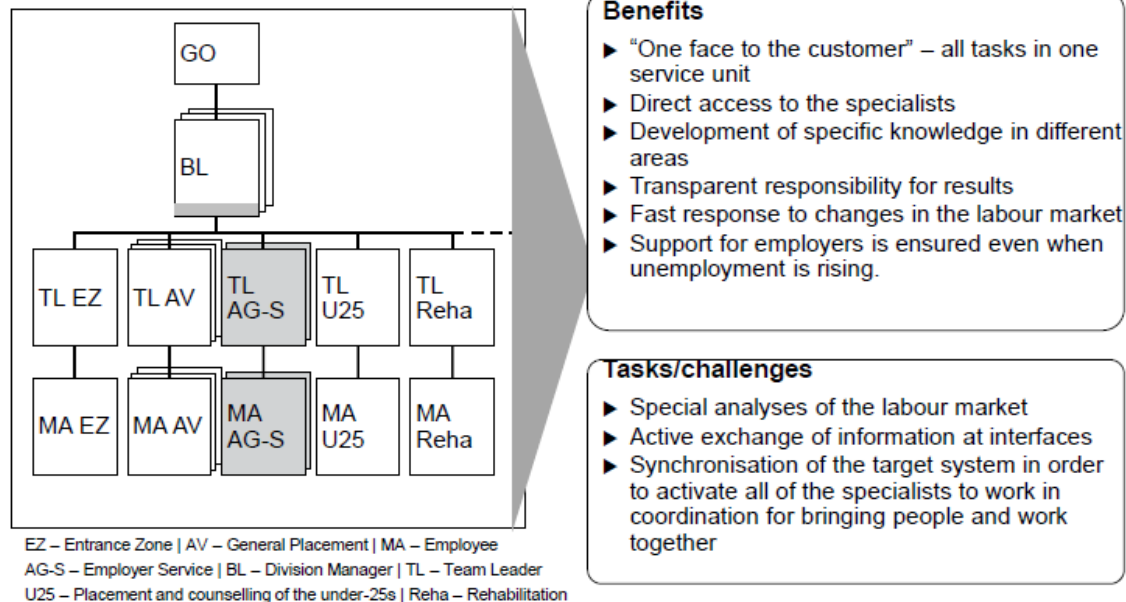 GO
BL
TL EZ
TL AV
TL
AG-S
TL
U25
TL
Reha
MA EZ
MA AV
MA
AG-S
MA
U25
MA
Reha
EZ – Entrance Zone | AV – General Placement | MA – Employee
AG-S – Employer Service | BL – Division Manager | TL – Team Leader
U25 – Placement and counselling of the under-25s | Reha – Rehabilitation
Benefits
▶ “One face to the customer” – all tasks in one
service unit
▶ Direct access to the specialists
▶ Development of specific knowledge in different
areas
▶ Transparent responsibility for results
▶ Fast response to changes in the labour market
▶ Support for employers is ensured even when
unemployment is rising.
Tasks/challenges
▶ Special analyses of the labour market
▶ Active exchange of information at interfaces
▶ Synchronisation of the target system in order
to activate all of the specialists to work in
coordination for bringing people and work
together